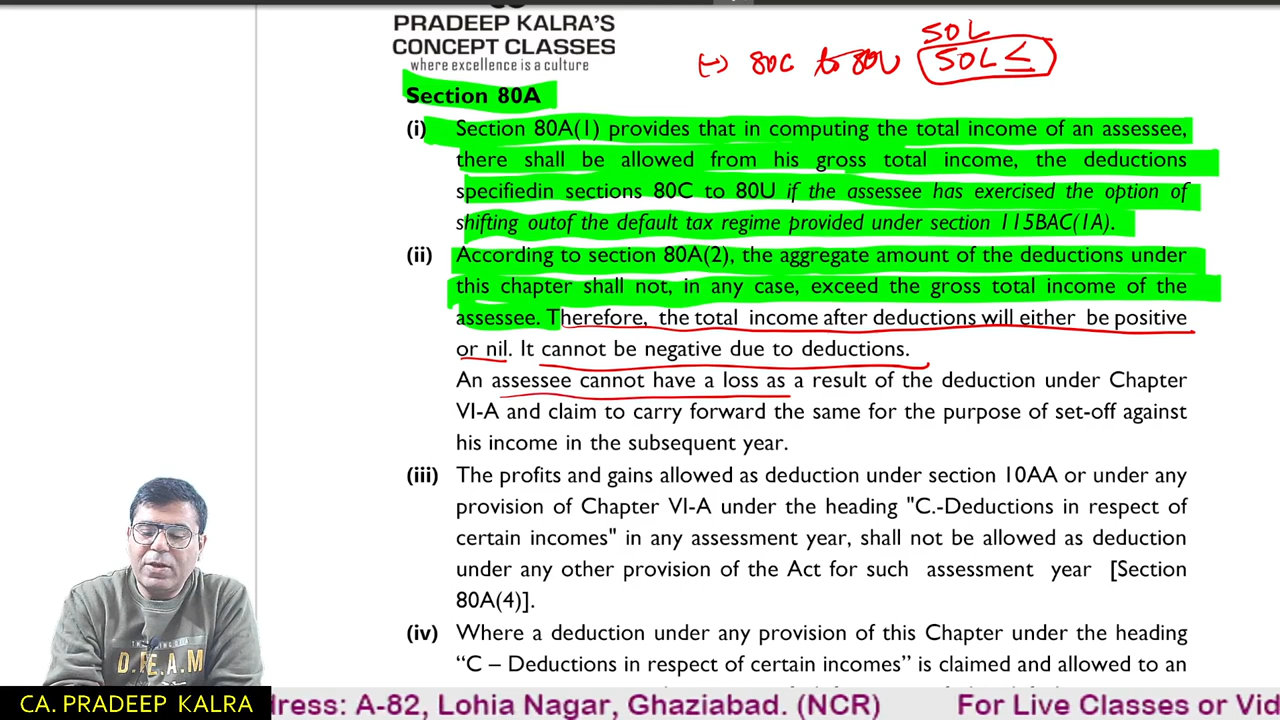 PRADEEP KALRA'S
CONCEPT CLASSES
where excellence is a culture
80C to 80U
50L
50L ≤
Section 80A
(i) Section 80A(1) provides that in computing the total income of an assessee,
there shall be allowed from his gross total income, the deductions
specifiedin sections 80C to 80U if the assessee has exercised the option of
shifting outof the default tax regime provided under section 115BAC(1A).
(ii) According to section 80A(2), the aggregate amount of the deductions under
this chapter shall not, in any case, exceed the gross total income of the
assessee. Therefore, the total income after deductions will either be positive
or nil. It cannot be negative due to deductions.
An assessee cannot have a loss as a result of the deduction under Chapter
VI-A and claim to carry forward the same for the purpose of set-off against
his income in the subsequent year.
(iii) The profits and gains allowed as deduction under section 10AA or under any
provision of Chapter VI-A under the heading "C.-Deductions in respect of
certain incomes" in any assessment year, shall not be allowed as deduction
under any other provision of the Act for such assessment year [Section
80A(4)].
(iv) Where a deduction under any provision of this Chapter under the heading
“C – Deductions in respect of certain incomes” is claimed and allowed to an
CA. PRADEEP KALRA
dress: A-82, Lohia Nagar, Ghaziabad. (NCR) For Live Classes or Vid